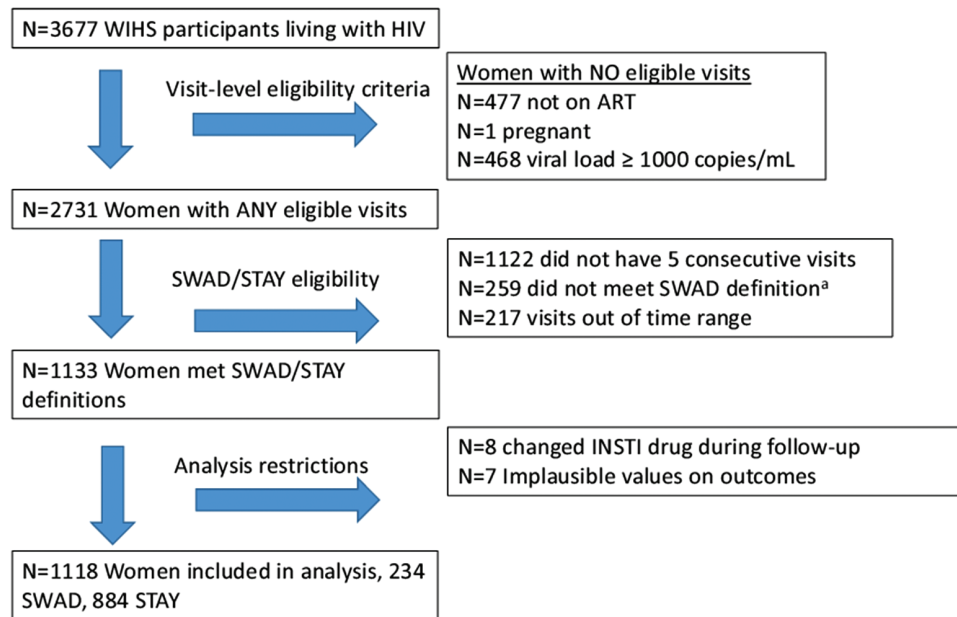 N=3677 WIHS participants living with HIV
Visit-level eligibility criteria
Women with NO eligible visits
N=477 not on ART
N=1 pregnant
N=468 viral load ≥ 1000 copies/mL
N=2731 Women with ANY eligible visits
SWAD/STAY eligibility
N=1122 did not have 5 consecutive visits
N=259 did not meet SWAD definitionᵃ
N=217 visits out of time range
N=1133 Women met SWAD/STAY
definitions
Analysis restrictions
N=8 changed INSTI drug during follow-up
N=7 Implausible values on outcomes
N=1118 Women included in analysis, 234
SWAD, 884 STAY